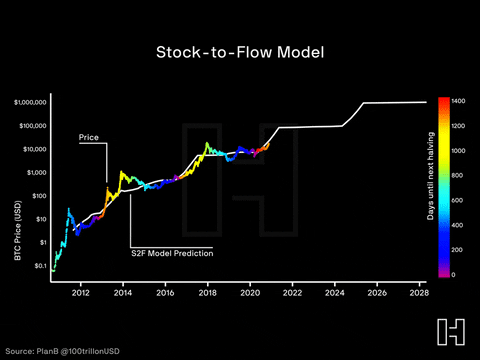 Stock-to-Flow Model
$1,000,000
$100,000
$10,000
$1,000
$100
$10
$1
$0,1
BTC Price (USD)
Price
S2F Model Prediction
2012 2014 2016 2018 2020 2022 2024 2026 2028
1400
1200
1000
800
600
400
200
0
Days until next halving
Source: PlanB @100trillonUSD